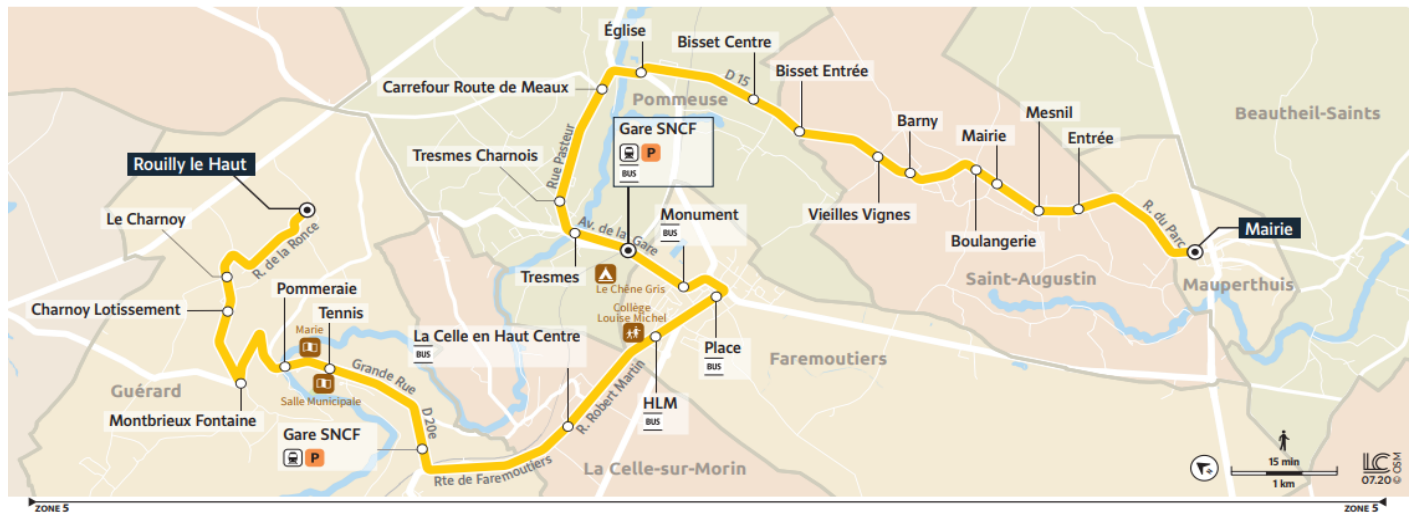 Église
Bisset Centre
Bisset Entrée
D 15
Carrefour Route de Meaux
Pommeuse
Beautheil-Saints
Gare SNCF
P
BUS
Barny
Mairie
Mesnil
Entrée
Rouilly le Haut
Tresmes Charnois
Rue Pasteur
Le Charnoy
R. de la Ronce
Av. de la Gare
Monument
BUS
Vieilles Vignes
Boulangerie
R. du Parc
Mairie
Tresmes
Le Chêne Gris
Saint-Augustin
Mauperthuis
Charnoy Lotissement
Pommeraie
Tennis
Marie
Collège
Louise Michel
La Celle en Haut Centre
BUS
Place
BUS
Faremoutiers
Guérard
Grande Rue
Salle Municipale
R. Robert Martin
HLM
BUS
Montbrieux Fontaine
D 20e
Gare SNCF
P
Rte de Faremoutiers
La Celle-sur-Morin
15 min
1 km
LC
07.20 © OSM
ZONE 5
ZONE 5